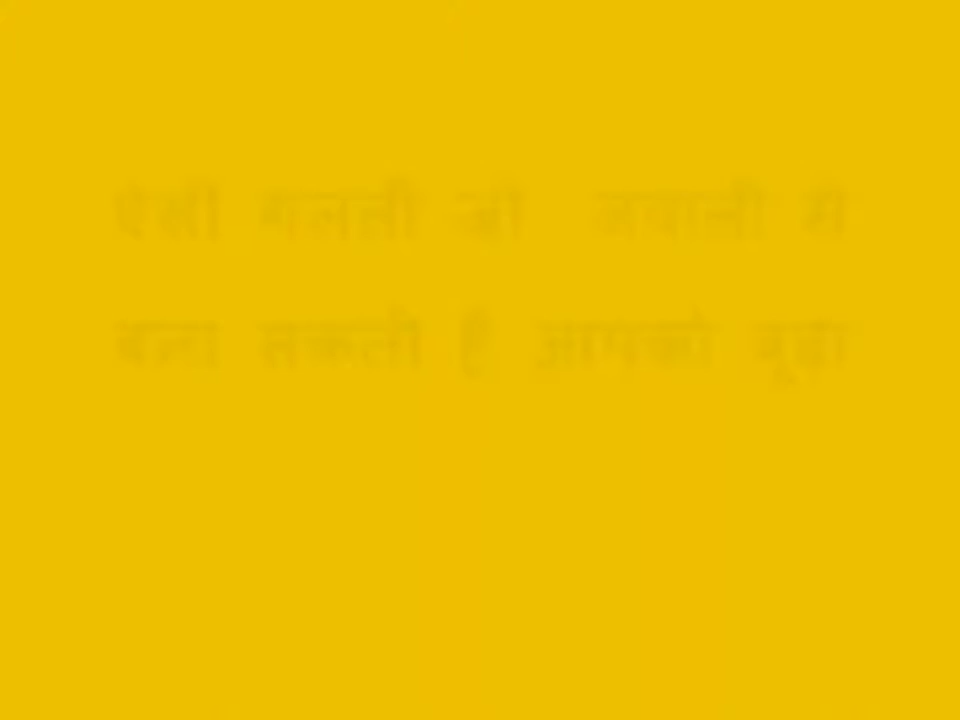 ऐसी गलती जो जवानी में
बना सकती हैं आपको बूढ़ा